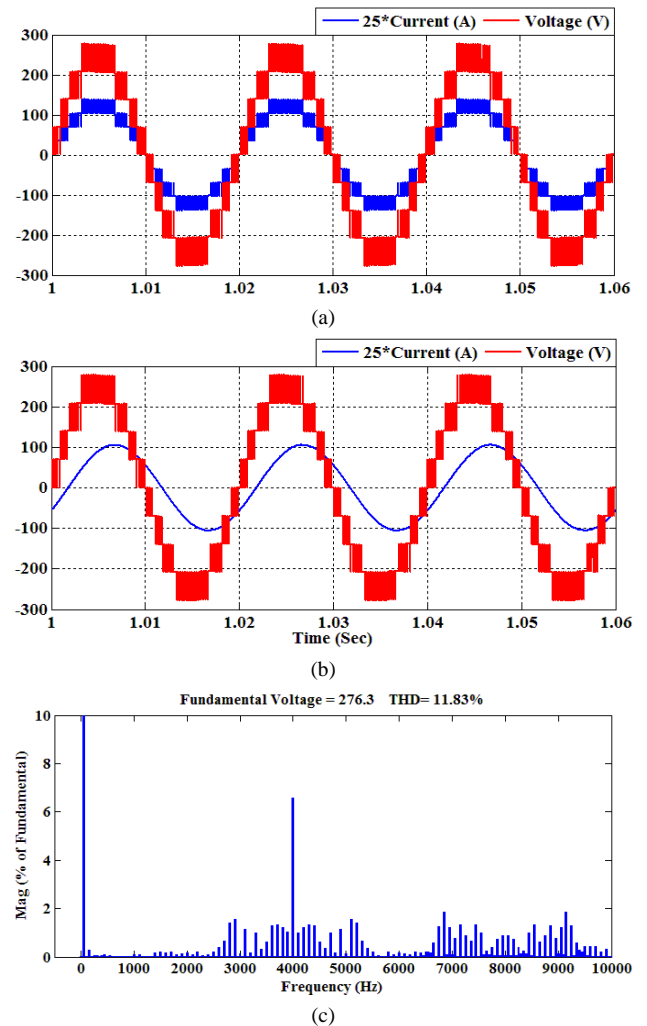 25*Current (A) Voltage (V)
300
200
100
0
-100
-200
-300
1 1.01 1.02 1.03 1.04 1.05 1.06
(a)
25*Current (A) Voltage (V)
300
200
100
0
-100
-200
-300
1 1.01 1.02 1.03 1.04 1.05 1.06
Time (Sec)
(b)
Fundamental Voltage = 276.3 THD= 11.83%
Mag (% of Fundamental)
10
8
6
4
2
0
0 1000 2000 3000 4000 5000 6000 7000 8000 9000 10000
Frequency (Hz)
(c)